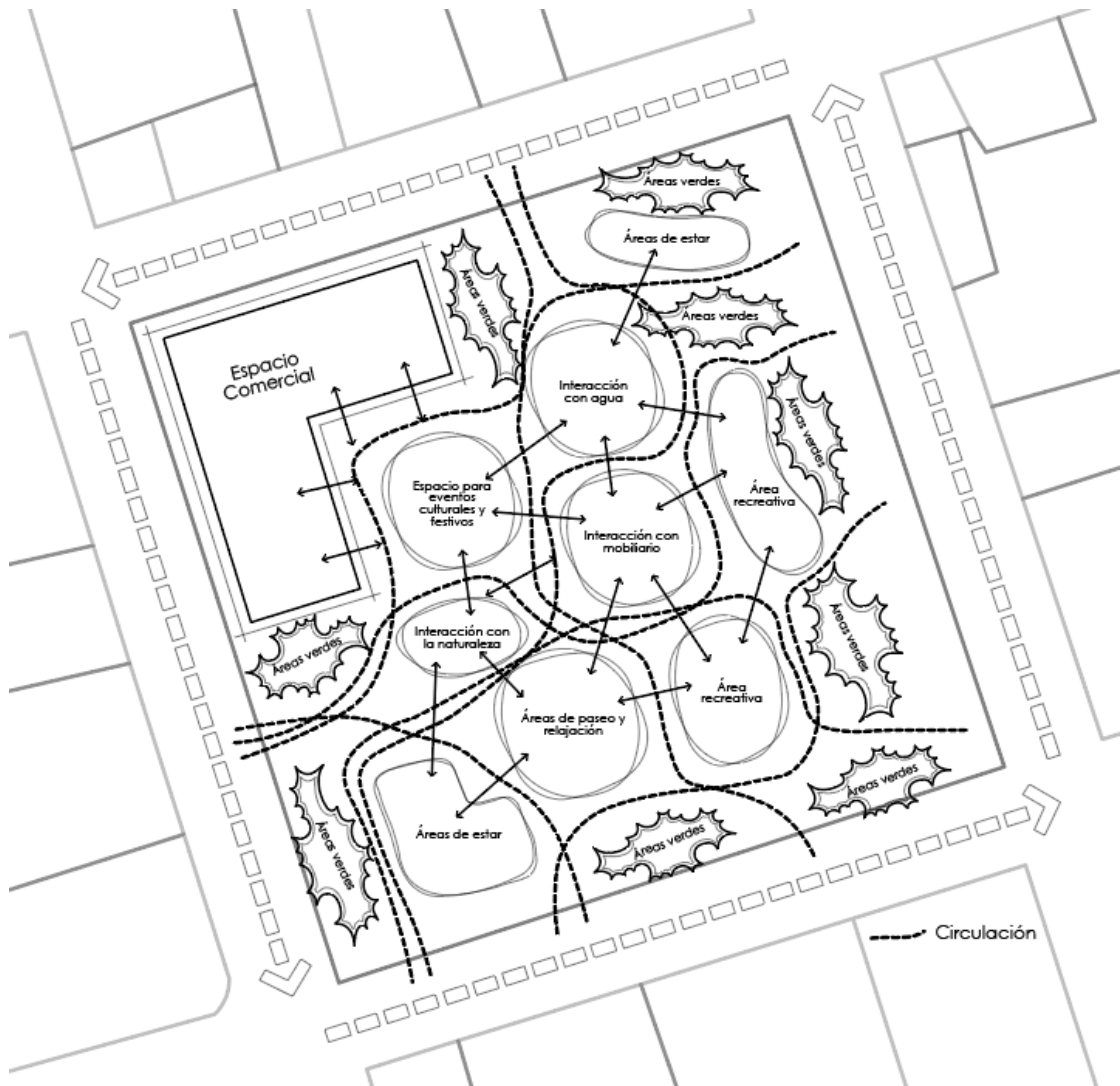 Áreas verdes
Áreas de estar
Áreas verdes
Áreas verdes
Espacio
Comercial
Interacción
con agua
Áreas verdes
Espacio para
eventos
culturales y
festivos
Área
recreativa
Interacción con
mobiliario
Interacción con
la naturaleza
Áreas verdes
Áreas verdes
Área
recreativa
Áreas de paseo y
relajación
Áreas verdes
Áreas de estar
Áreas verdes
Áreas verdes
Circulación